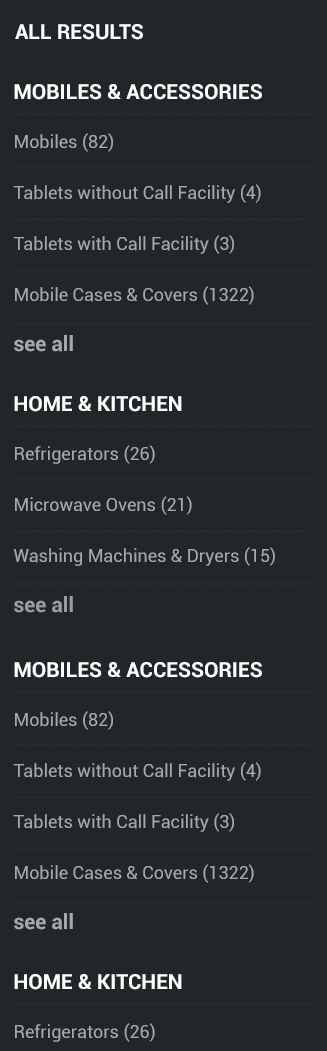 ALL RESULTS
MOBILES & ACCESSORIES
Mobiles (82)
Tablets without Call Facility (4)
Tablets with Call Facility (3)
Mobile Cases & Covers (1322)
see all
HOME & KITCHEN
Refrigerators (26)
Microwave Ovens (21)
Washing Machines & Dryers (15)
see all
MOBILES & ACCESSORIES
Mobiles (82)
Tablets without Call Facility (4)
Tablets with Call Facility (3)
Mobile Cases & Covers (1322)
see all
HOME & KITCHEN
Refrigerators (26)